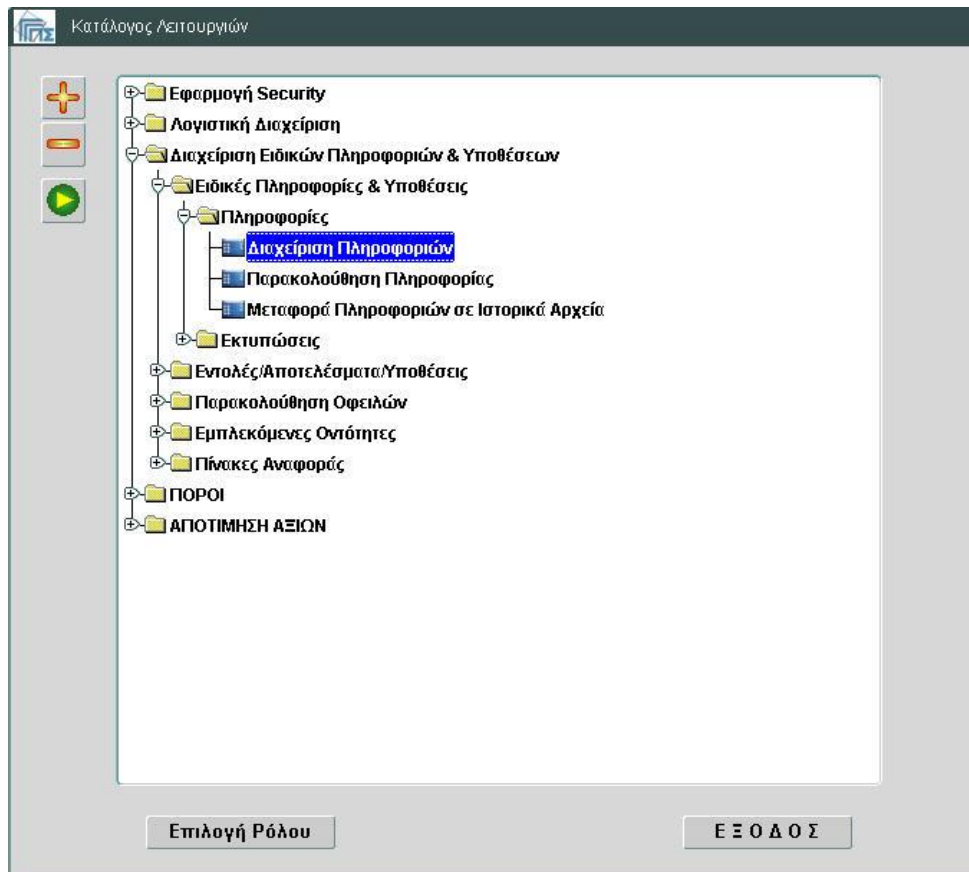 ΓΓΠΣ
Κατάλογος Λειτουργιών
Εφαρμογή Security
Λογιστική Διαχείριση
Διαχείριση Ειδικών Πληροφοριών & Υποθέσεων
Ειδικές Πληροφορίες & Υποθέσεις
Πληροφορίες
Διαχείριση Πληροφοριών
Παρακολούθηση Πληροφορίας
Μεταφορά Πληροφοριών σε Ιστορικά Αρχεία
Εκτυπώσεις
Εντολές/Αποτελέσματα/Υποθέσεις
Παρακολούθηση Οφειλών
Εμπλεκόμενες Οντότητες
Πίνακες Αναφοράς
ΠΟΡΟΙ
ΑΠΟΤΙΜΗΣΗ ΑΞΙΩΝ
Επιλογή Ρόλου
Ε Ξ Ο Δ Ο Σ